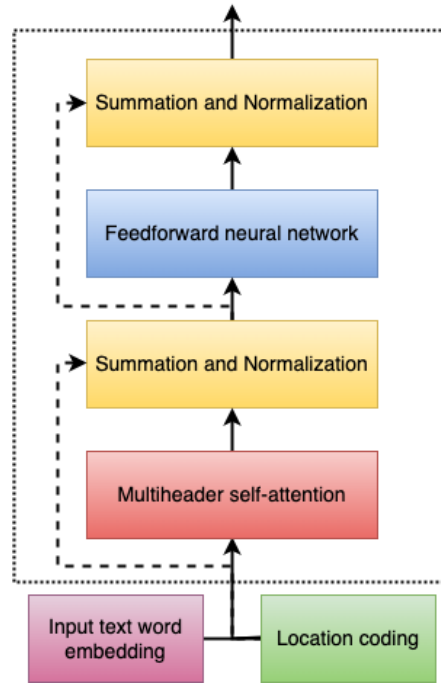 Summation and Normalization
Feedforward neural network
Summation and Normalization
Multiheader self-attention
Input text word
embedding
Location coding